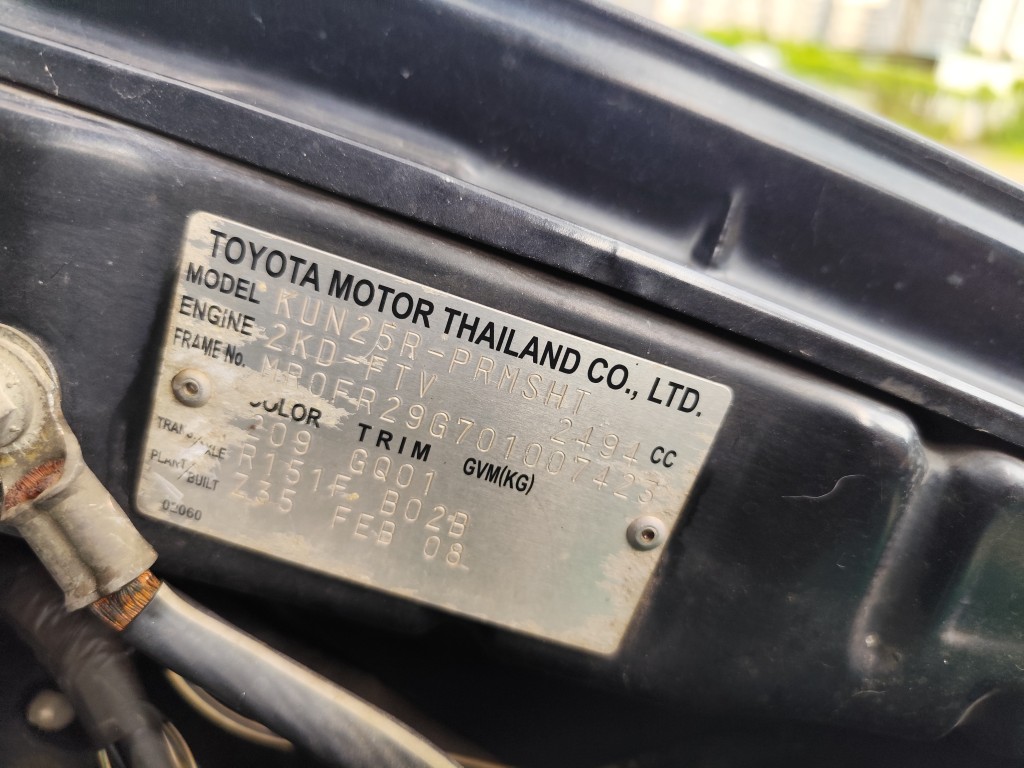 TOYOTA MOTOR THAILAND CO., LTD.
MODEL KUN25R-PRMSHT
ENGINE 2KD-FTV 2494 CC
FRAME No. MR0FR29G701007423
COLOR TRIM GVM(KG)
209 GQ01
TRANS/AXLE R151F B02B
PLANT/BUILT Z35 FEB 08
02060